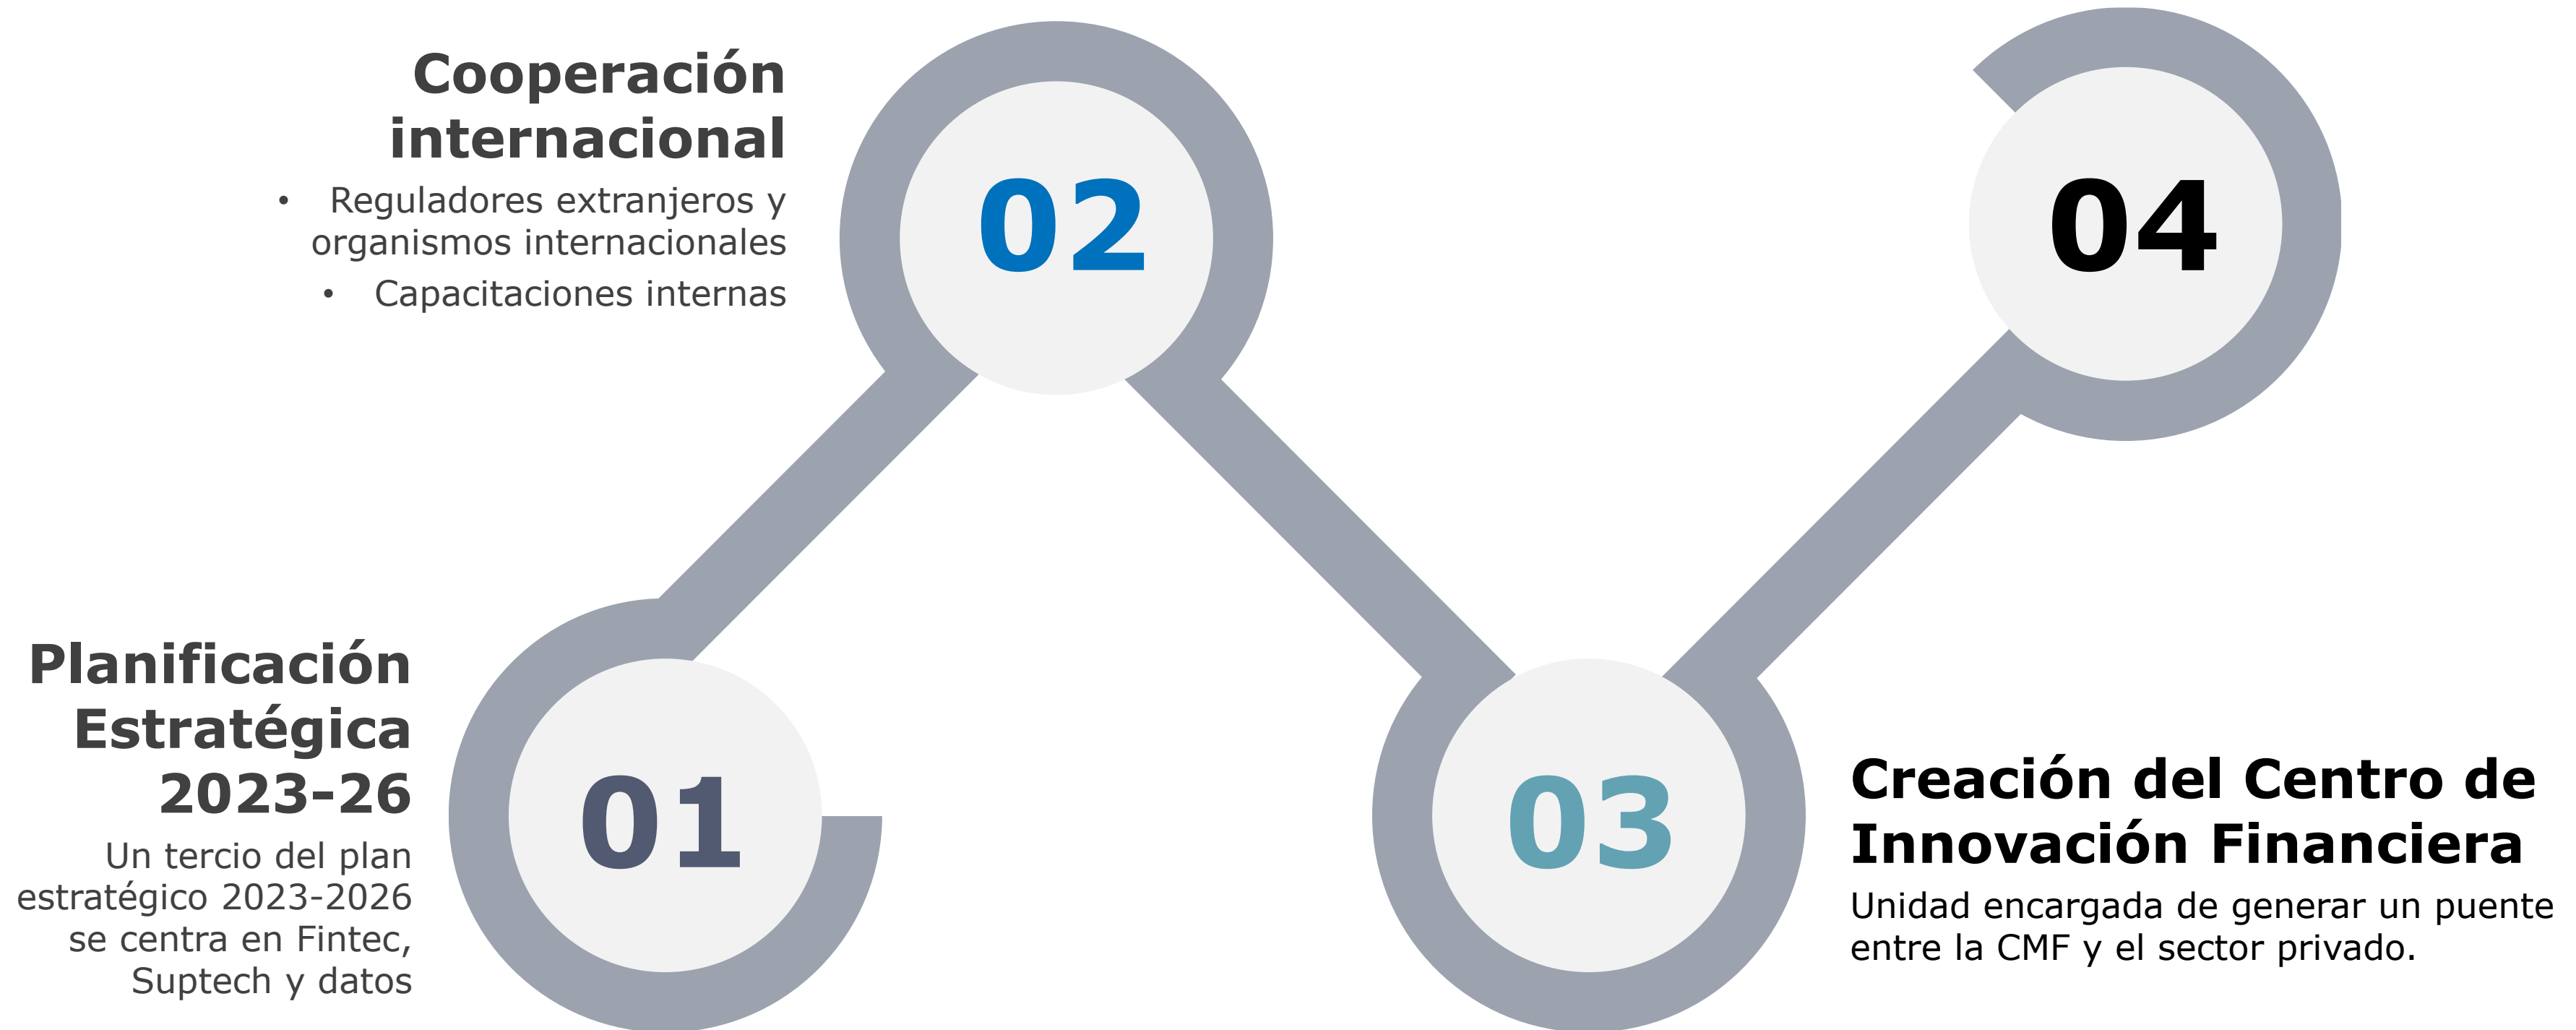 Cooperación
internacional
• Reguladores extranjeros y
organismos internacionales
• Capacitaciones internas
02
04
Planificación
Estratégica
2023-26
Un tercio del plan
estratégico 2023-2026
se centra en Fintec,
Suptech y datos
01
03
Creación del Centro de
Innovación Financiera
Unidad encargada de generar un puente
entre la CMF y el sector privado.